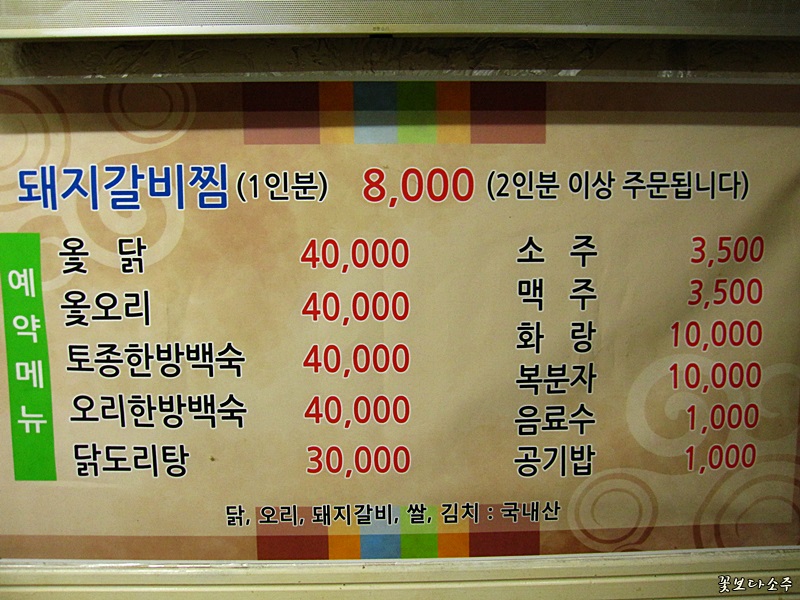 돼지갈비찜 (1인분) 8,000 (2인분 이상 주문됩니다)
예약메뉴
옻 닭 40,000
옻오리 40,000
토종한방백숙 40,000
오리한방백숙 40,000
닭도리탕 30,000
소 주 3,500
맥 주 3,500
화 랑 10,000
복분자 10,000
음료수 1,000
공기밥 1,000
닭, 오리, 돼지갈비, 쌀, 김치 : 국내산
꽃보다소주